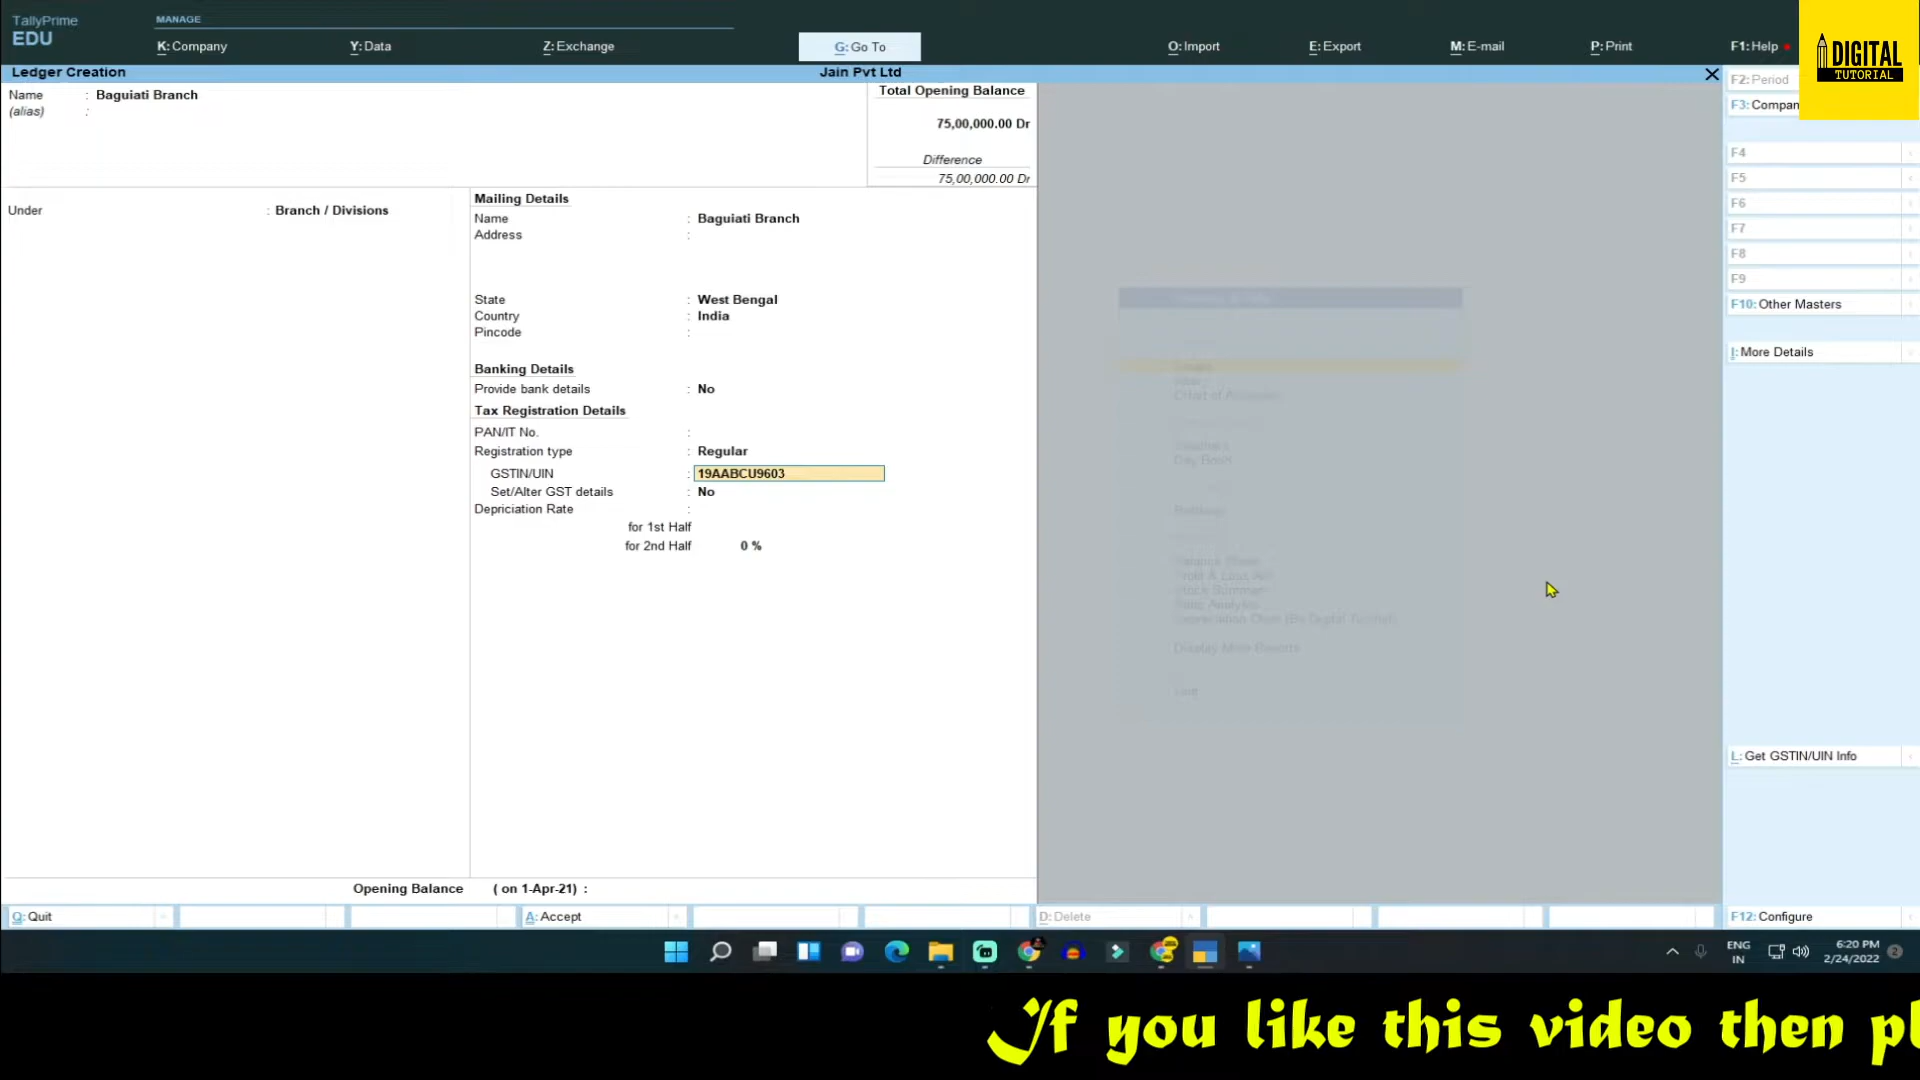 TallyPrime
EDU
MANAGE
K: Company
Y: Data
Z: Exchange
G: Go To
O: Import
E: Export
M: E-mail
P: Print
F1: Help
DIGITAL
TUTORIAL
Ledger Creation
Jain Pvt Ltd
F2: Period
F3: Compan
Name : Baguiati Branch
(alias) :
Total Opening Balance
75,00,000.00 Dr
Difference
75,00,000.00 Dr
F4
F5
F6
F7
F8
F9
F10: Other Masters
I: More Details
L: Get GSTIN/UIN Info
Under : Branch / Divisions
Mailing Details
Name : Baguiati Branch
Address :
State : West Bengal
Country : India
Pincode :
Banking Details
Provide bank details : No
Tax Registration Details
PAN/IT No. :
Registration type : Regular
GSTIN/UIN : 19AABCU9603
Set/Alter GST details : No
Depriciation Rate :
for 1st Half
for 2nd Half 0 %
Day Book
Display More Reports
Opening Balance ( on 1-Apr-21) :
Q: Quit
A: Accept
D: Delete
F12: Configure
ENG
IN
6:20 PM
2/24/2022
2
If you like this video then pl